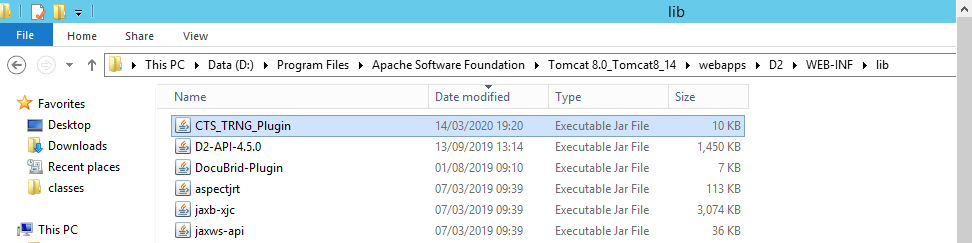 lib
File Home Share View
This PC Data (D:) Program Files Apache Software Foundation Tomcat 8.0_Tomcat8_14 webapps D2 WEB-INF lib
Favorites
Desktop
Downloads
Recent places
classes
This PC
Name Date modified Type Size
CTS_TRNG_Plugin 14/03/2020 19:20 Executable Jar File 10 KB
D2-API-4.5.0 13/09/2019 13:14 Executable Jar File 1,450 KB
DocuBrid-Plugin 01/08/2019 09:10 Executable Jar File 7 KB
aspectjrt 07/03/2019 09:39 Executable Jar File 113 KB
jaxb-xjc 07/03/2019 09:39 Executable Jar File 3,074 KB
jaxws-api 07/03/2019 09:39 Executable Jar File 36 KB